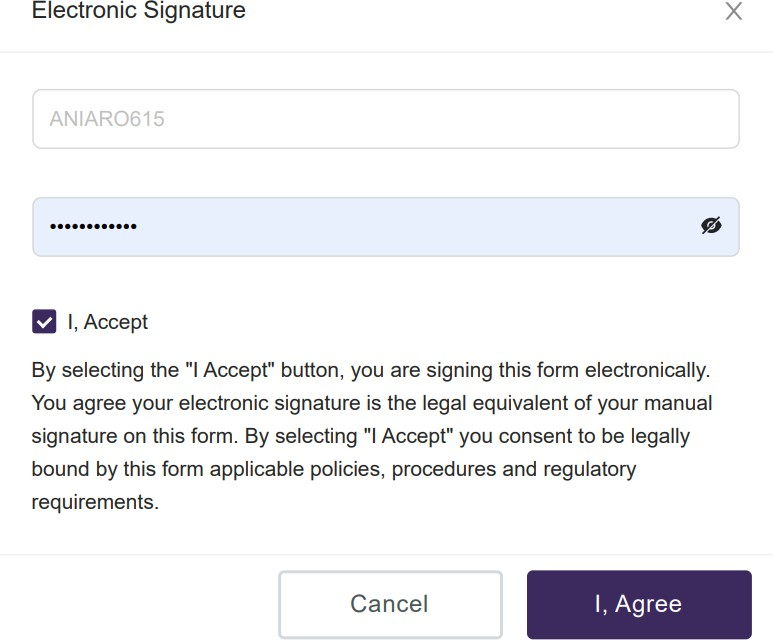 Electronic Signature
ANIARO615
••••••••••••
I, Accept
By selecting the "I Accept" button, you are signing this form electronically.
You agree your electronic signature is the legal equivalent of your manual
signature on this form. By selecting "I Accept" you consent to be legally
bound by this form applicable policies, procedures and regulatory
requirements.
Cancel
I, Agree